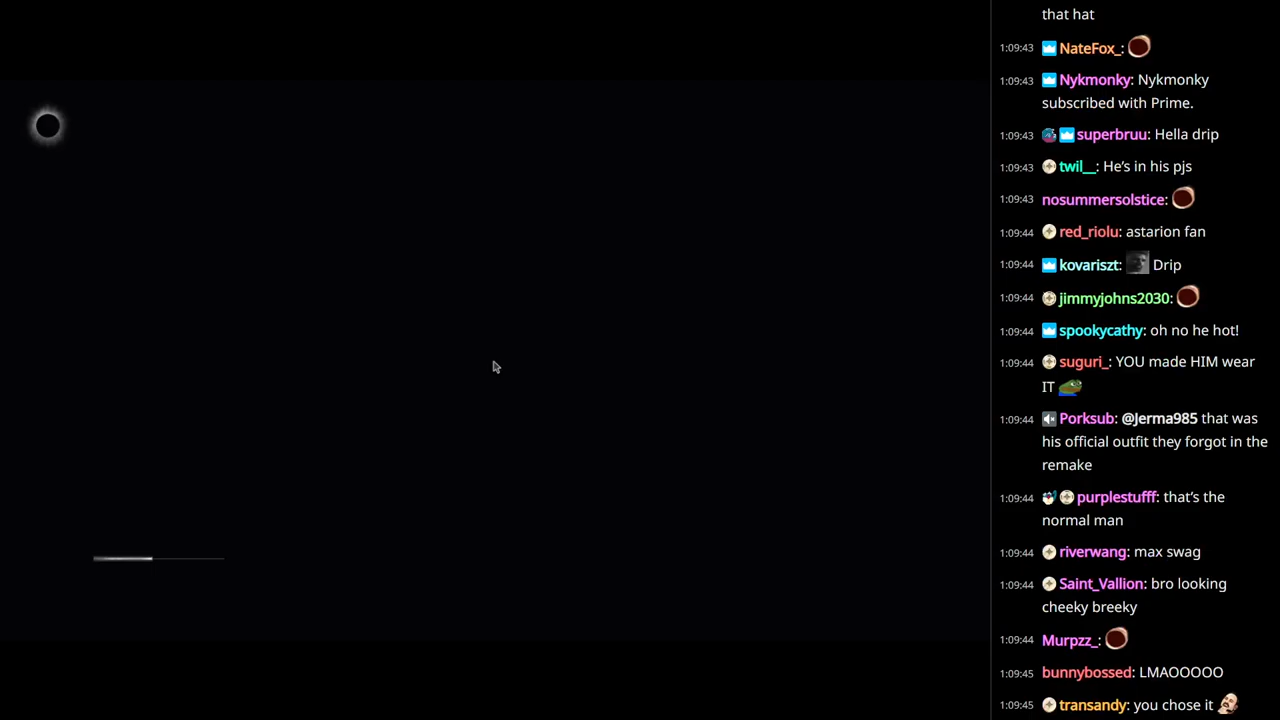 that hat
1:09:43 NateFox_:
1:09:43 Nykmonky: Nykmonky
subscribed with Prime.
1:09:43 superbruu: Hella drip
1:09:43 twil__: He's in his pjs
nosummersolstice:
1:09:43
1:09:44 red_riolu: astarion fan
1:09:44 kovariszt: Drip
1:09:44 jimmyjohns2030:
1:09:44 spookycathy: oh no he hot!
1:09:44 suguri_: YOU made HIM wear
IT
1:09:44 Porksub: @Jerma985 that was
his official outfit they forgot in the
remake
1:09:44 purplestufff: that's the
normal man
1:09:44 riverwang: max swag
1:09:44 Saint_Vallion: bro looking
cheeky breeky
1:09:44 Murpzz_:
1:09:45 bunnybossed: LMAOOOOO
1:09:45 transandy: you chose it